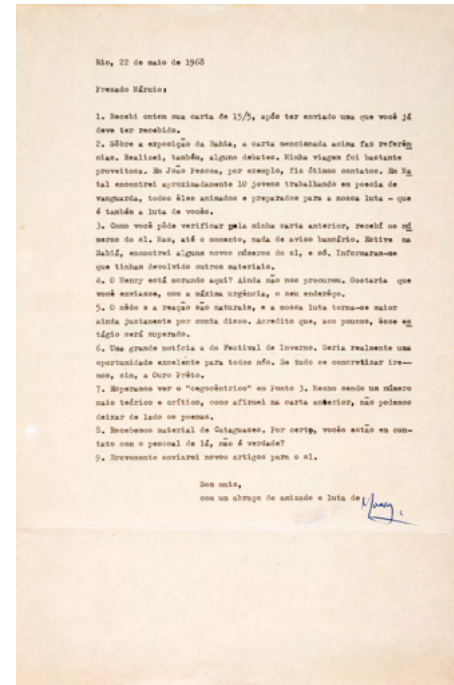 Rio, 22 de maio de 1968
Prezado Márcio:
1. Recebi ontem sua carta de 15/5, após ter enviado uma que você já
deve ter recebido.
2. Sôbre a exposição da Bahia, a carta mencionada acima faz referên
cias. Realizei, também, alguns debates. Minha viagem foi bastante
proveitosa. Em João Pessoa, por exemplo, fiz ótimos contatos. Em Na
tal encontrei aproximadamente 10 jovens trabalhando em poesia de
vanguarda, todos êles animados e preparados para a nossa luta - que
é também a luta de vocês.
3. Como você pôde verificar pela minha carta anterior, recebí os nú
meros do sl. Mas, até o momento, nada de aviso bancário. Estive na
Sabiá, encontrei alguns novos números do sl, e só. Informaram-me
que tinham devolvido outros materiais.
4. O Henry está morando aqui? Ainda não nos procurou. Gostaria que
você enviasse, com a máxima urgência, o seu enderêço.
5. O mêdo e a reação são naturais, e a nossa luta torna-se maior
ainda justamente por conta disso. Acredito que, aos poucos, êsse es
tágio será superado.
6. Uma grande notícia a do Festival de Inverno. Seria realmente uma
oportunidade excelente para todos nós. Se tudo se concretizar ire-
mos, sim, a Ouro Prêto.
7. Esperamos ver o "egocêntrico" em Ponto 3. Mesmo sendo um número
mais teórico e crítico, como afirmei na carta anterior, não podemos
deixar de lado os poemas.
8. Recebemos material de Cataguases. Por certo, vocês estão em con-
tato com o pessoal de lá, não é verdade?
9. Brevemente enviarei novos artigos para o sl.
Sem mais,
com um abraço de amizade e luta do